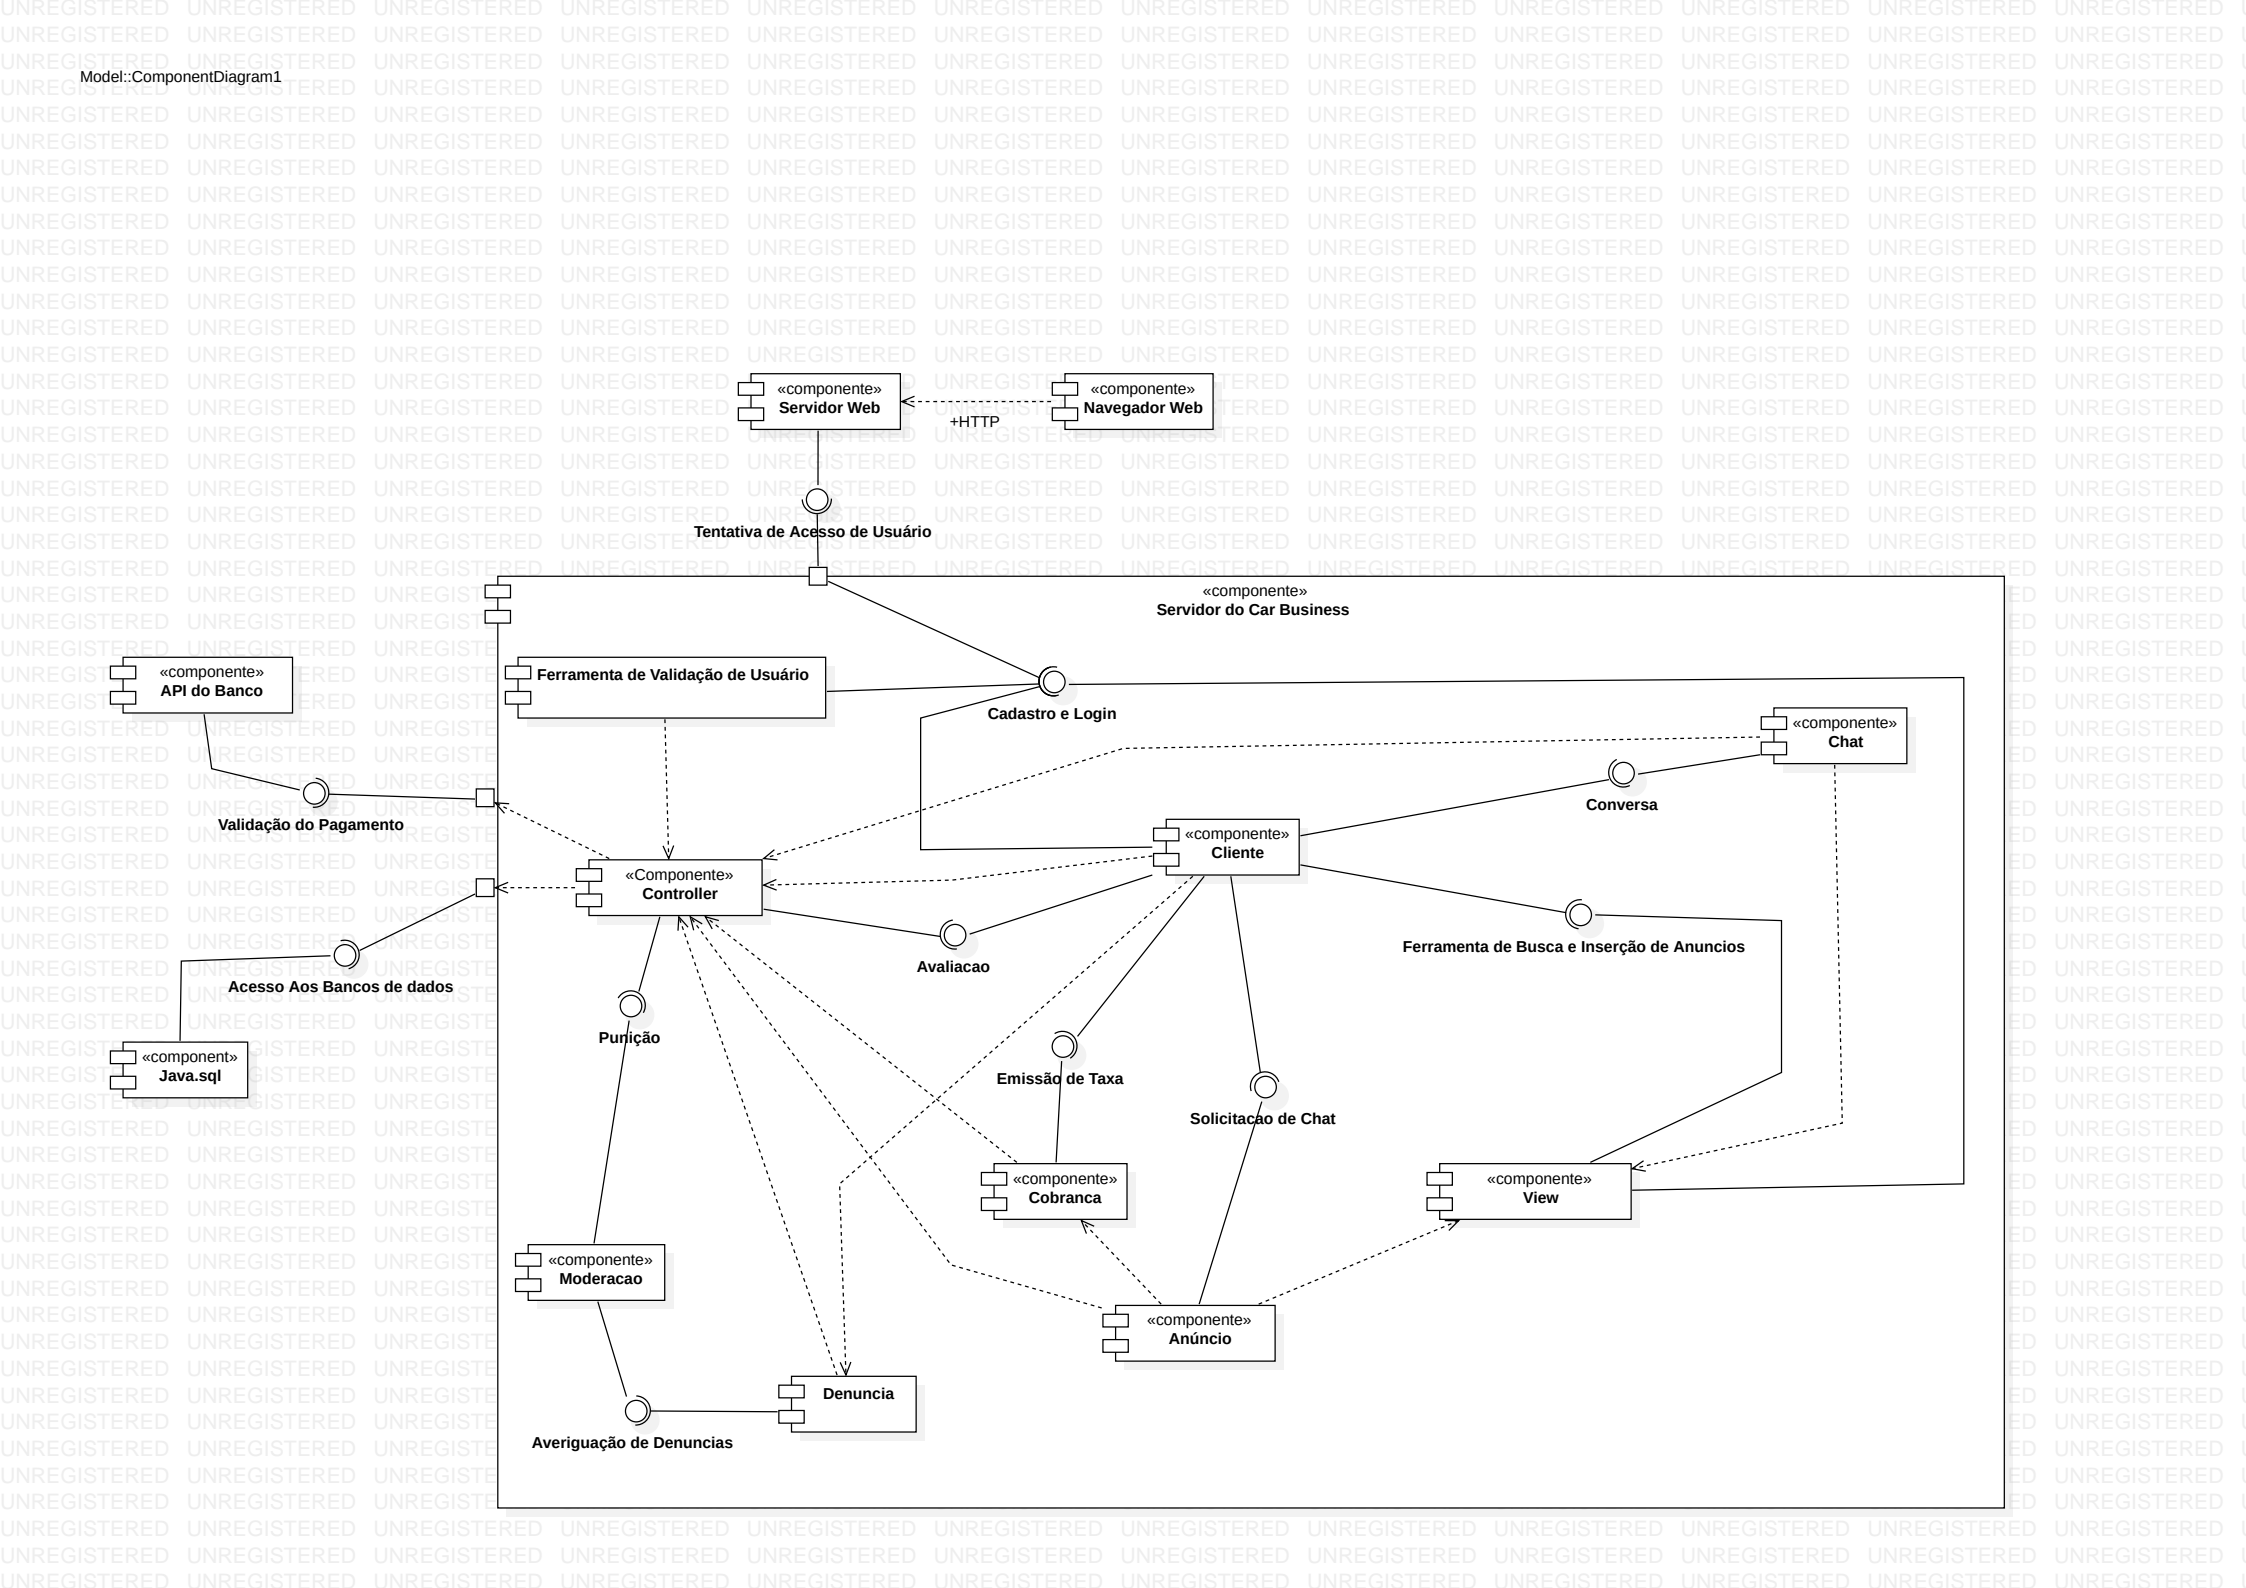 Model::ComponentDiagram1
«componente»
Servidor Web
«componente»
Navegador Web
+HTTP
Tentativa de Acesso de Usuário
«componente»
Servidor do Car Business
«componente»
API do Banco
Ferramenta de Validação de Usuário
Cadastro e Login
«componente»
Chat
Conversa
Validação do Pagamento
«componente»
Cliente
«Componente»
Controller
Ferramenta de Busca e Inserção de Anuncios
Avaliacao
Acesso Aos Bancos de dados
Punição
«component»
Java.sql
Emissão de Taxa
Solicitacao de Chat
«componente»
Cobranca
«componente»
View
«componente»
Moderacao
«componente»
Anúncio
Denuncia
Averiguação de Denuncias
UNREGISTERED